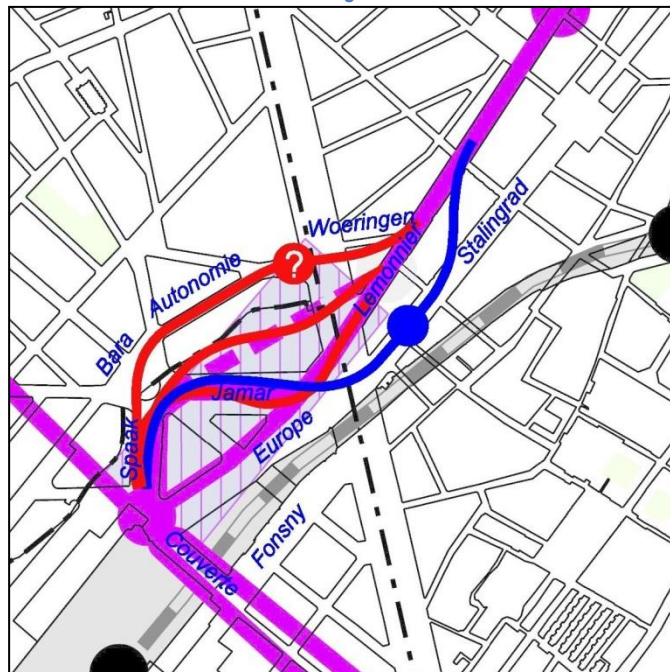 Woeringen
Stalingrad
Autonomie
?
Lemonnier
Bara
Jamar
Spaak
Europe
Fonsny
Couverte